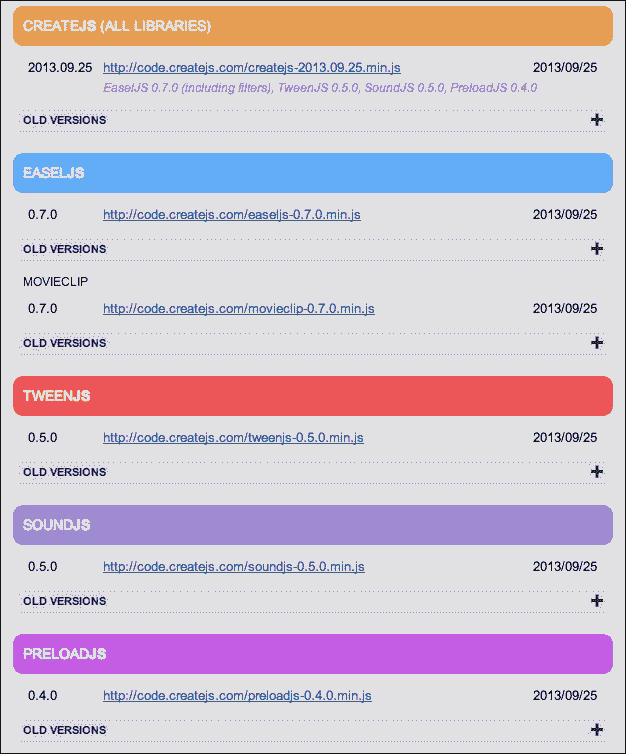 CREATEJS (ALL LIBRARIES)
2013.09.25 http://code.createjs.com/createjs-2013.09.25.min.js 2013/09/25
EaselJS 0.7.0 (including filters), TweenJS 0.5.0, SoundJS 0.5.0, PreloadJS 0.4.0
OLD VERSIONS +
EASELJS
0.7.0 http://code.createjs.com/easeljs-0.7.0.min.js 2013/09/25
OLD VERSIONS +
MOVIECLIP
0.7.0 http://code.createjs.com/movieclip-0.7.0.min.js 2013/09/25
OLD VERSIONS +
TWEENJS
0.5.0 http://code.createjs.com/tweenjs-0.5.0.min.js 2013/09/25
OLD VERSIONS +
SOUNDJS
0.5.0 http://code.createjs.com/soundjs-0.5.0.min.js 2013/09/25
OLD VERSIONS +
PRELOADJS
0.4.0 http://code.createjs.com/preloadjs-0.4.0.min.js 2013/09/25
OLD VERSIONS +